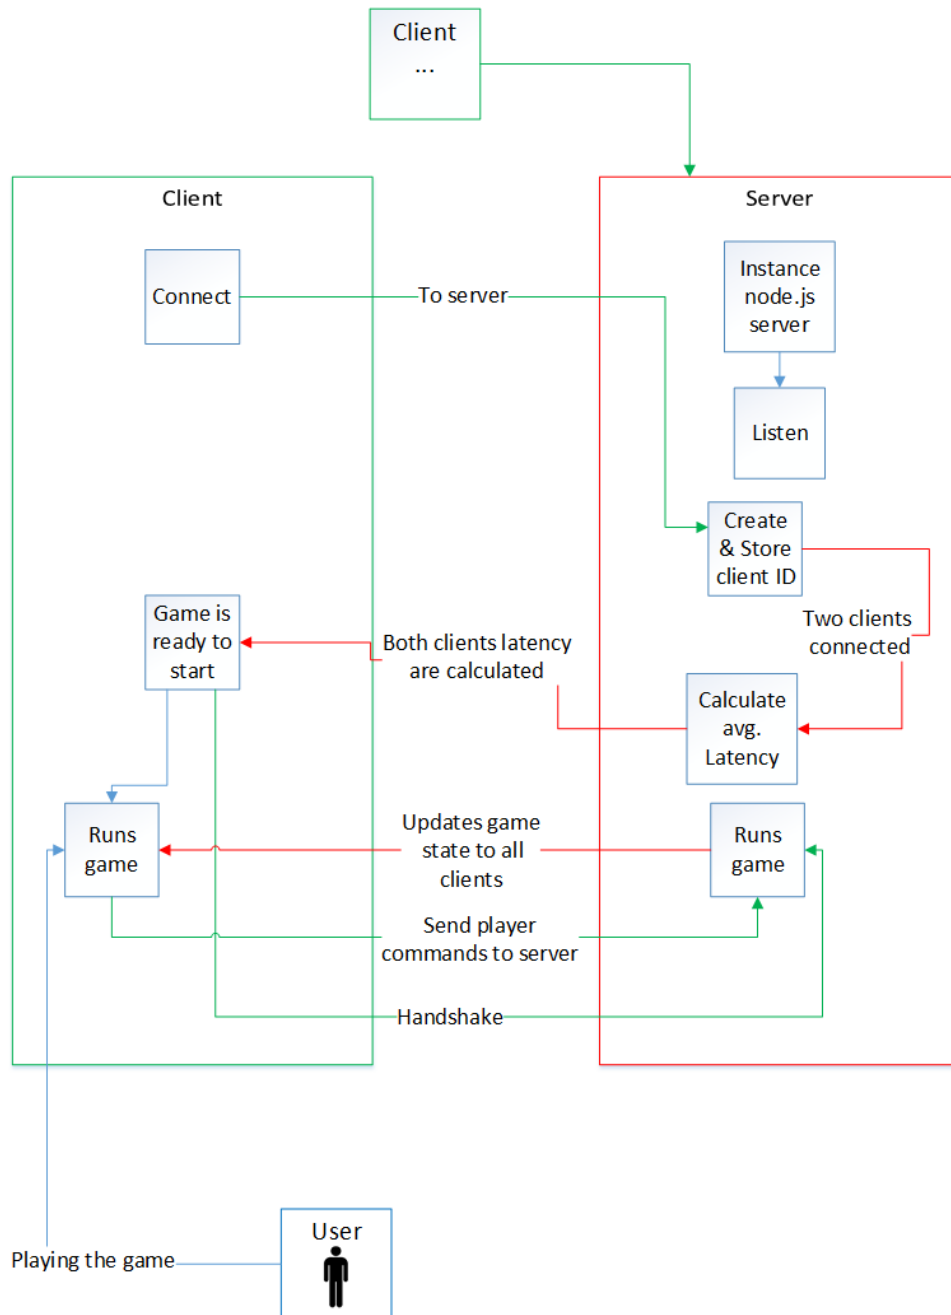 Client
...
Client
Server
Connect
To server
Instance
node.js
server
Listen
Create
& Store
client ID
Game is
ready to
start
Both clients latency
are calculated
Two clients
connected
Calculate
avg.
Latency
Runs
game
Updates game
state to all
clients
Runs
game
Send player
commands to server
Handshake
User
Playing the game